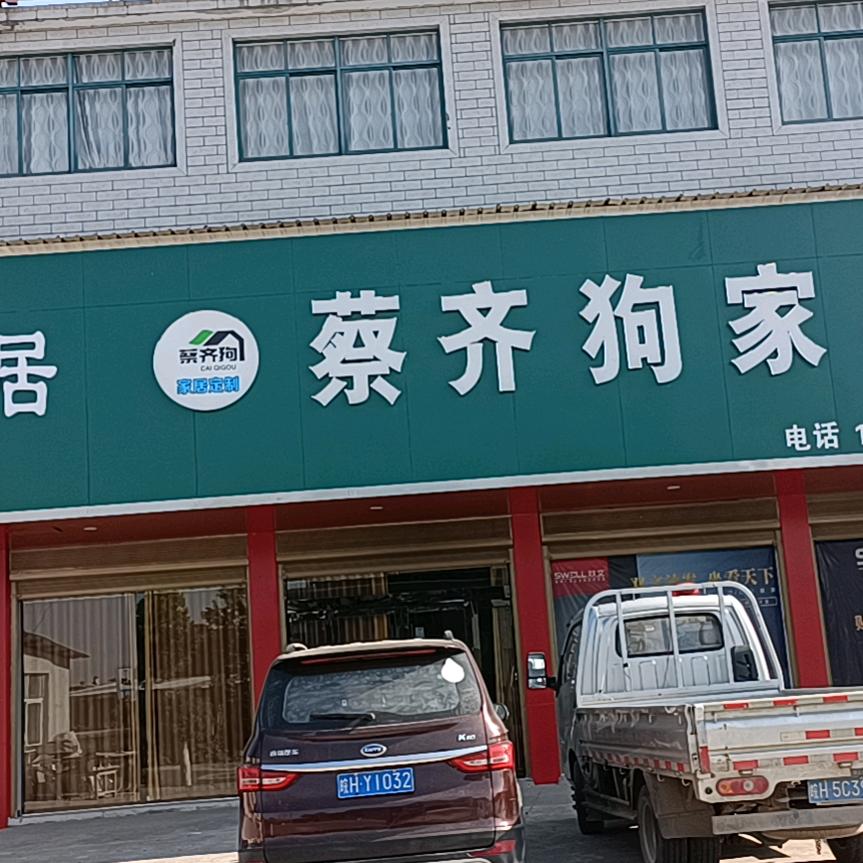 居
蔡齐狗
CAI QIGOU
家居定制
蔡齐狗家
电话 1
SWELL
皖H·Y1032
K60
皖H 5C3